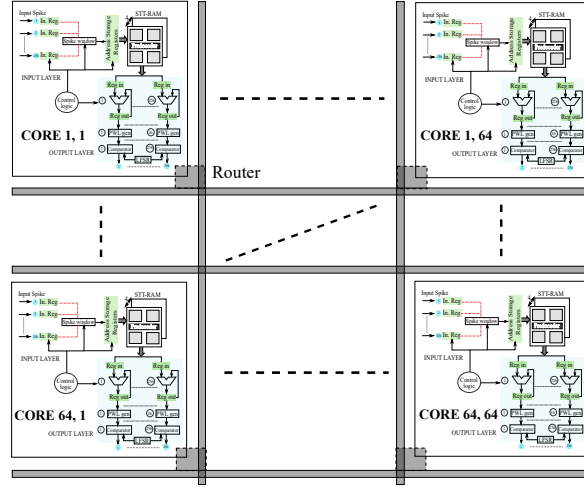 Input Spike
In. Reg
In. Reg
In. Reg
Spike window
Address Storage
Registers
STT-RAM
INPUT LAYER
Control
logic
Reg in
Reg in
Reg out
Reg out
PWL gen
PWL gen
Comparator
Comparator
LFSR
CORE 1, 1
OUTPUT LAYER
Input Spike
In. Reg
In. Reg
In. Reg
Spike window
Address Storage
Registers
STT-RAM
INPUT LAYER
Control
logic
Reg in
Reg in
Reg out
Reg out
PWL gen
PWL gen
Comparator
Comparator
LFSR
CORE 1, 64
OUTPUT LAYER
Router
Input Spike
In. Reg
In. Reg
In. Reg
Spike window
Address Storage
Registers
STT-RAM
INPUT LAYER
Control
logic
Reg in
Reg in
Reg out
Reg out
PWL gen
PWL gen
Comparator
Comparator
LFSR
CORE 64, 1
OUTPUT LAYER
Input Spike
In. Reg
In. Reg
In. Reg
Spike window
Address Storage
Registers
STT-RAM
INPUT LAYER
Control
logic
Reg in
Reg in
Reg out
Reg out
PWL gen
PWL gen
Comparator
Comparator
LFSR
CORE 64, 64
OUTPUT LAYER